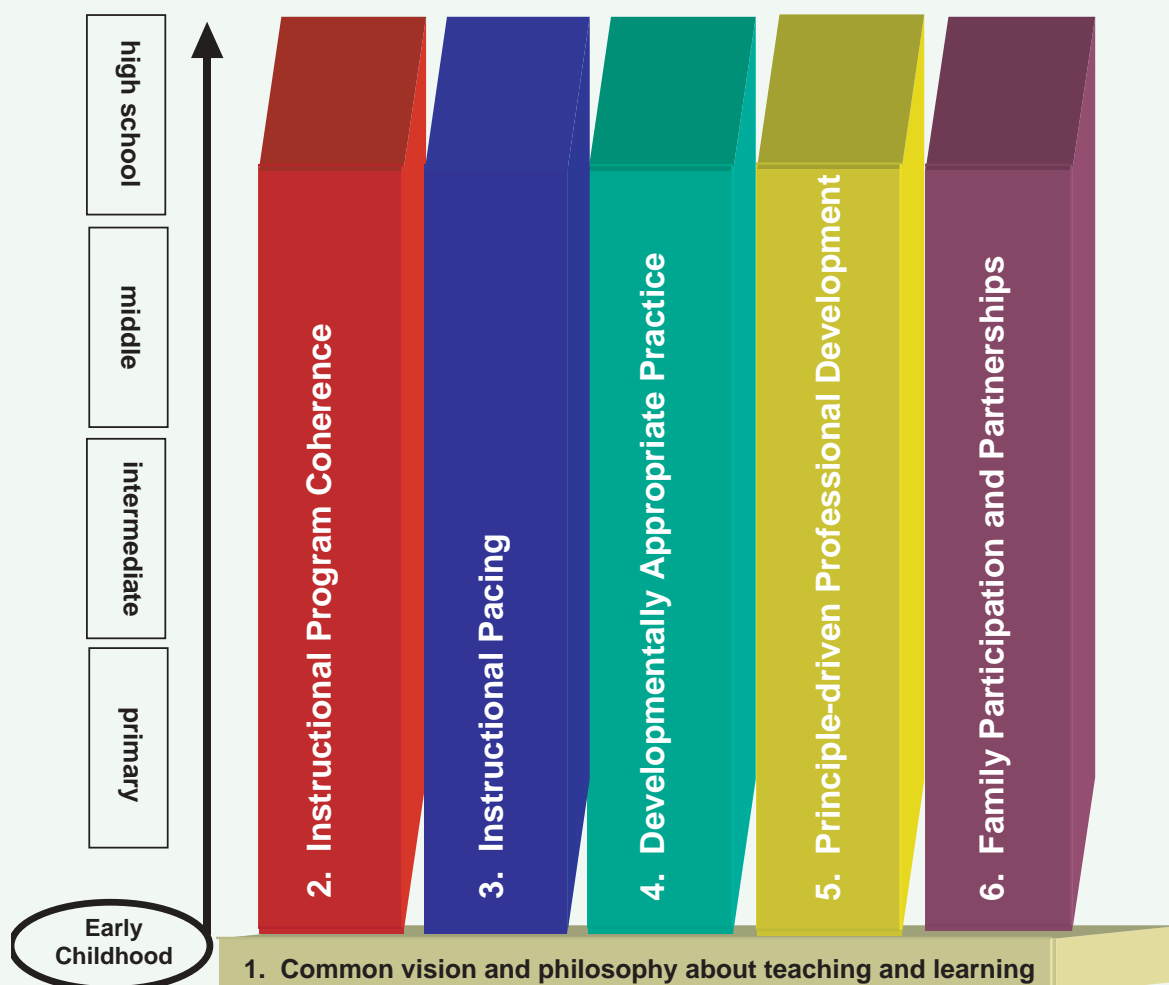 high school
middle
intermediate
primary
Early
Childhood
2. Instructional Program Coherence
3. Instructional Pacing
4. Developmentally Appropriate Practice
5. Principle-driven Professional Development
6. Family Participation and Partnerships
1. Common vision and philosophy about teaching and learning